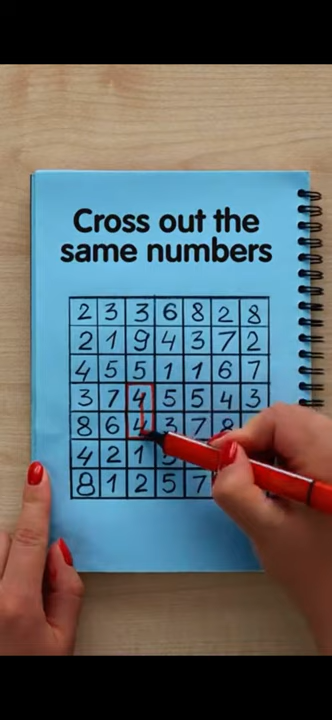 Cross out the
same numbers
2 3 3 6 8 2 8
2 1 9 4 3 7 2
4 5 5 1 1 6 7
3 7 4 5 5 4 3
8 6 4 3 7 8
4 2 1
8 1 2 5 7